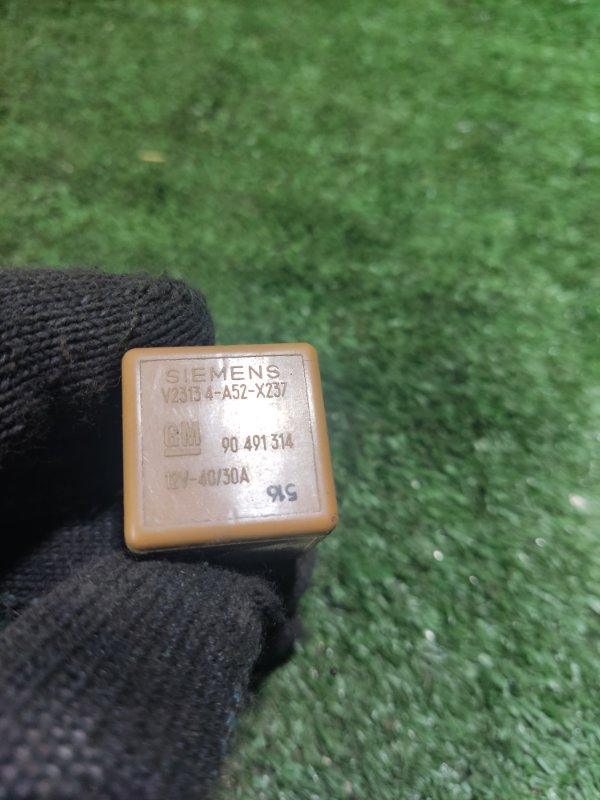 SIEMENS
V23134-A52-X237
GM 90 491 314
12V-40/30A
516